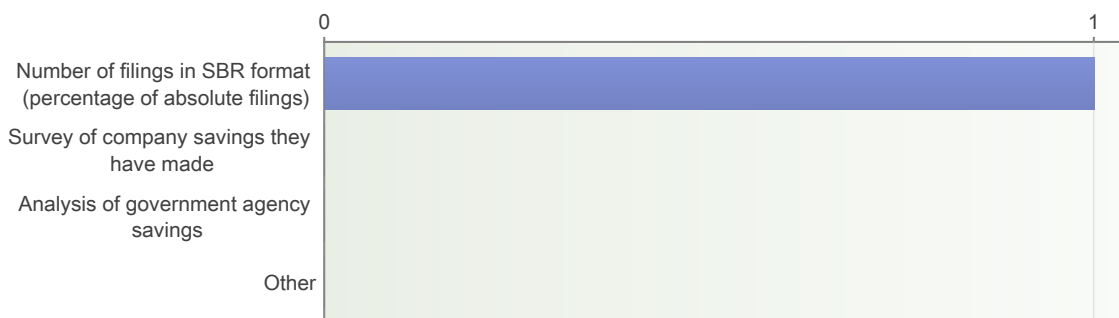 0 1
Number of filings in SBR format
(percentage of absolute filings)
Survey of company savings they
have made
Analysis of government agency
savings
Other